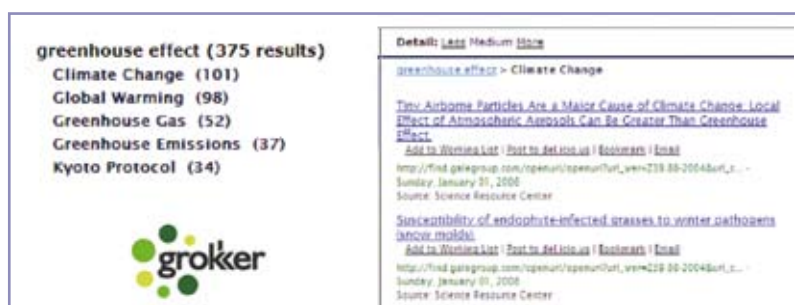 greenhouse effect (375 results)
Climate Change (101)
Global Warming (98)
Greenhouse Gas (52)
Greenhouse Emissions (37)
Kyoto Protocol (34)
grokker
Detail: Less Medium More
greenhouse effect > Climate Change
Tiny Airborne Particles Are a Major Cause of Climate Change: Local
Effect of Atmospheric Aerosols Can Be Greater Than Greenhouse
Effect.
Add to Working List | Post to del.icio.us | Bookmark | Email
Sunday, January 01, 2006
Source: Science Resource Center
Susceptibility of endophyte-infected grasses to winter pathogens
(snow molds).
Add to Working List | Post to del.icio.us | Bookmark | Email
Sunday, January 01, 2006
Source: Science Resource Center